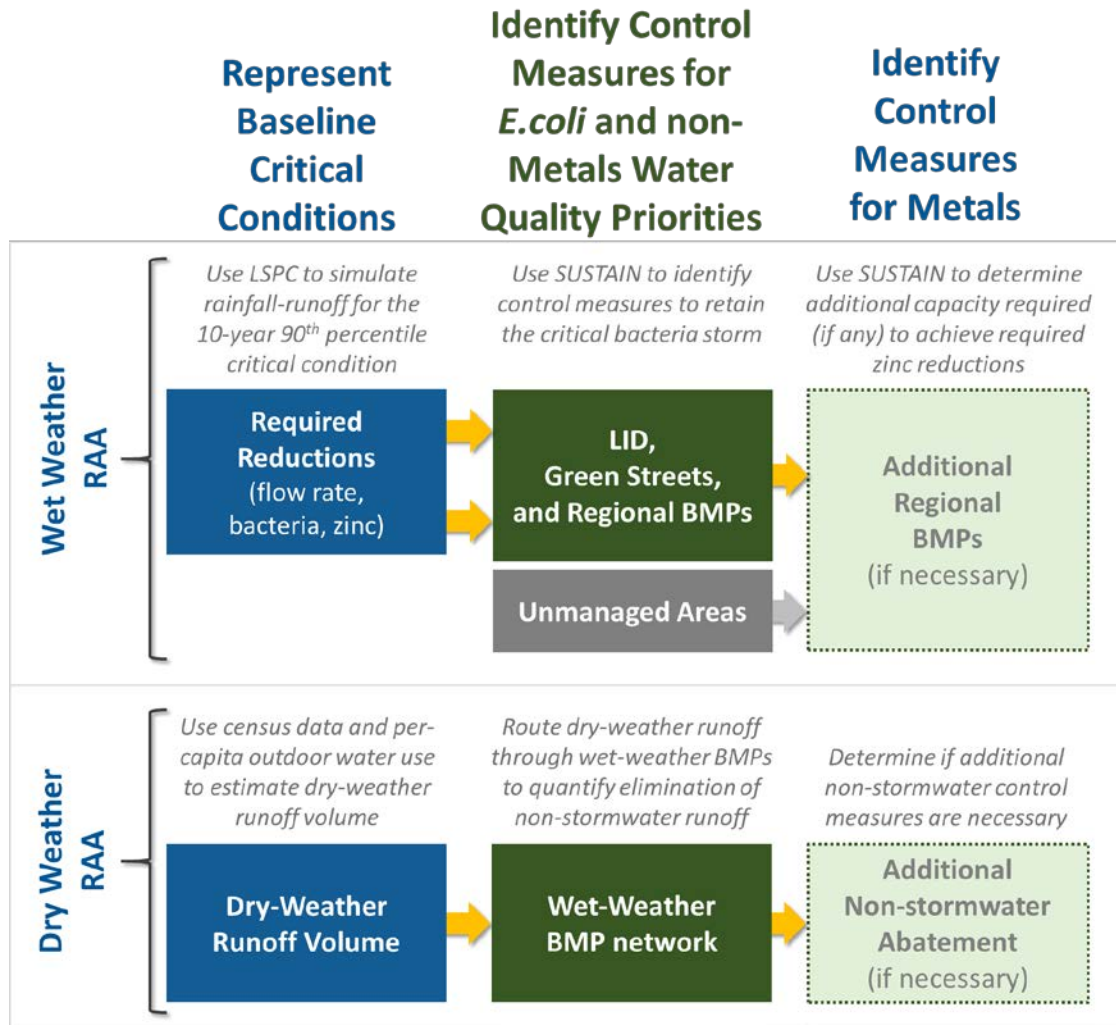 Represent
Baseline
Critical
Conditions
Identify Control
Measures for
E.coli and non-
Metals Water
Quality Priorities
Identify
Control
Measures
for Metals
Wet Weather
RAA
Use LSPC to simulate
rainfall-runoff for the
10-year 90th percentile
critical condition
Required
Reductions
(flow rate,
bacteria, zinc)
Use SUSTAIN to identify
control measures to retain
the critical bacteria storm
LID,
Green Streets,
and Regional BMPs
Unmanaged Areas
Use SUSTAIN to determine
additional capacity required
(if any) to achieve required
zinc reductions
Additional
Regional
BMPs
(if necessary)
Dry Weather
RAA
Use census data and per-
capita outdoor water use
to estimate dry-weather
runoff volume
Dry-Weather
Runoff Volume
Route dry-weather runoff
through wet-weather BMPs
to quantify elimination of
non-stormwater runoff
Wet-Weather
BMP network
Determine if additional
non-stormwater control
measures are necessary
Additional
Non-stormwater
Abatement
(if necessary)